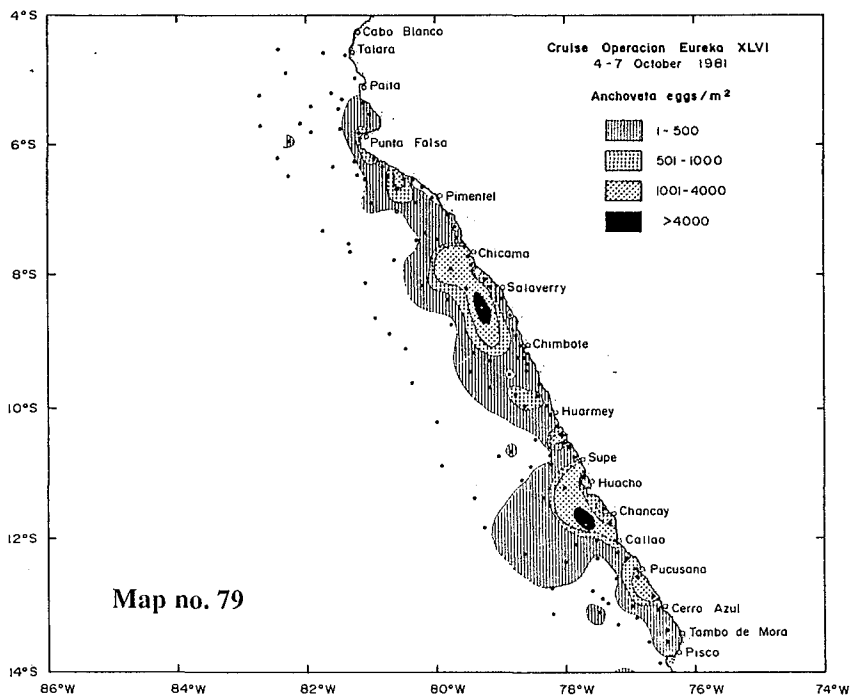 Cruise Operacion Eureka XLVI
4-7 October 1981
Anchoveta eggs/m²
1-500
501-1000
1001-4000
>4000
4°S
6°S
8°S
10°S
12°S
14°S
Cabo Blanco
Talara
Paita
Punta Falsa
Pimentel
Chicama
Salaverry
Chimbote
Huarmey
Supe
Huacho
Chancay
Callao
Pucusana
Cerro Azul
Tambo de Mora
Pisco
Map no. 79
86°W
84°W
82°W
80°W
78°W
76°W
74°W